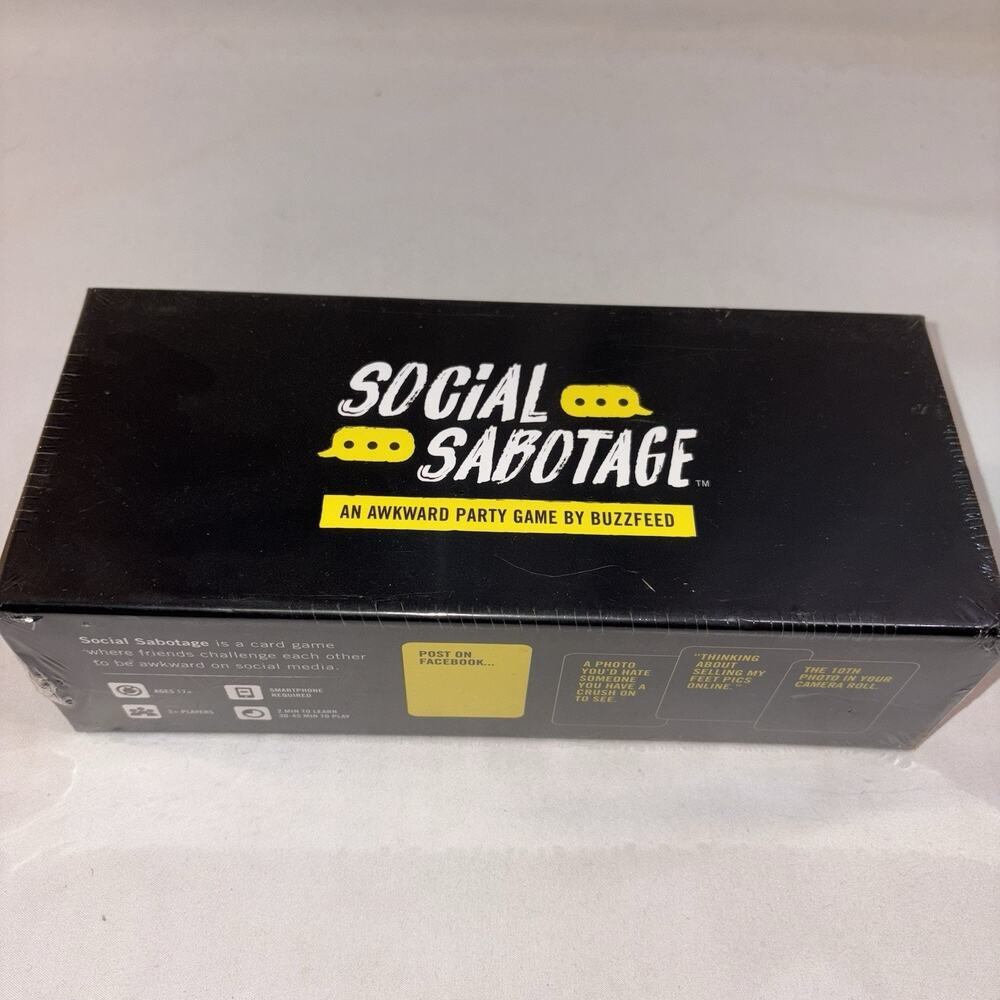 SOCiAL
SABOTAGE™
AN AWKWARD PARTY GAME BY BUZZFEED
Social Sabotage is a card game
where friends challenge each other
to be awkward on social media.
AGES 17+
SMARTPHONE
REQUIRED
3+ PLAYERS
2 MIN TO LEARN
30-45 MIN TO PLAY
POST ON
FACEBOOK...
A PHOTO
YOU'D HATE
SOMEONE
YOU HAVE A
CRUSH ON
TO SEE.
"THINKING
ABOUT
SELLING MY
FEET PICS
ONLINE."
THE 10TH
PHOTO IN YOUR
CAMERA ROLL.